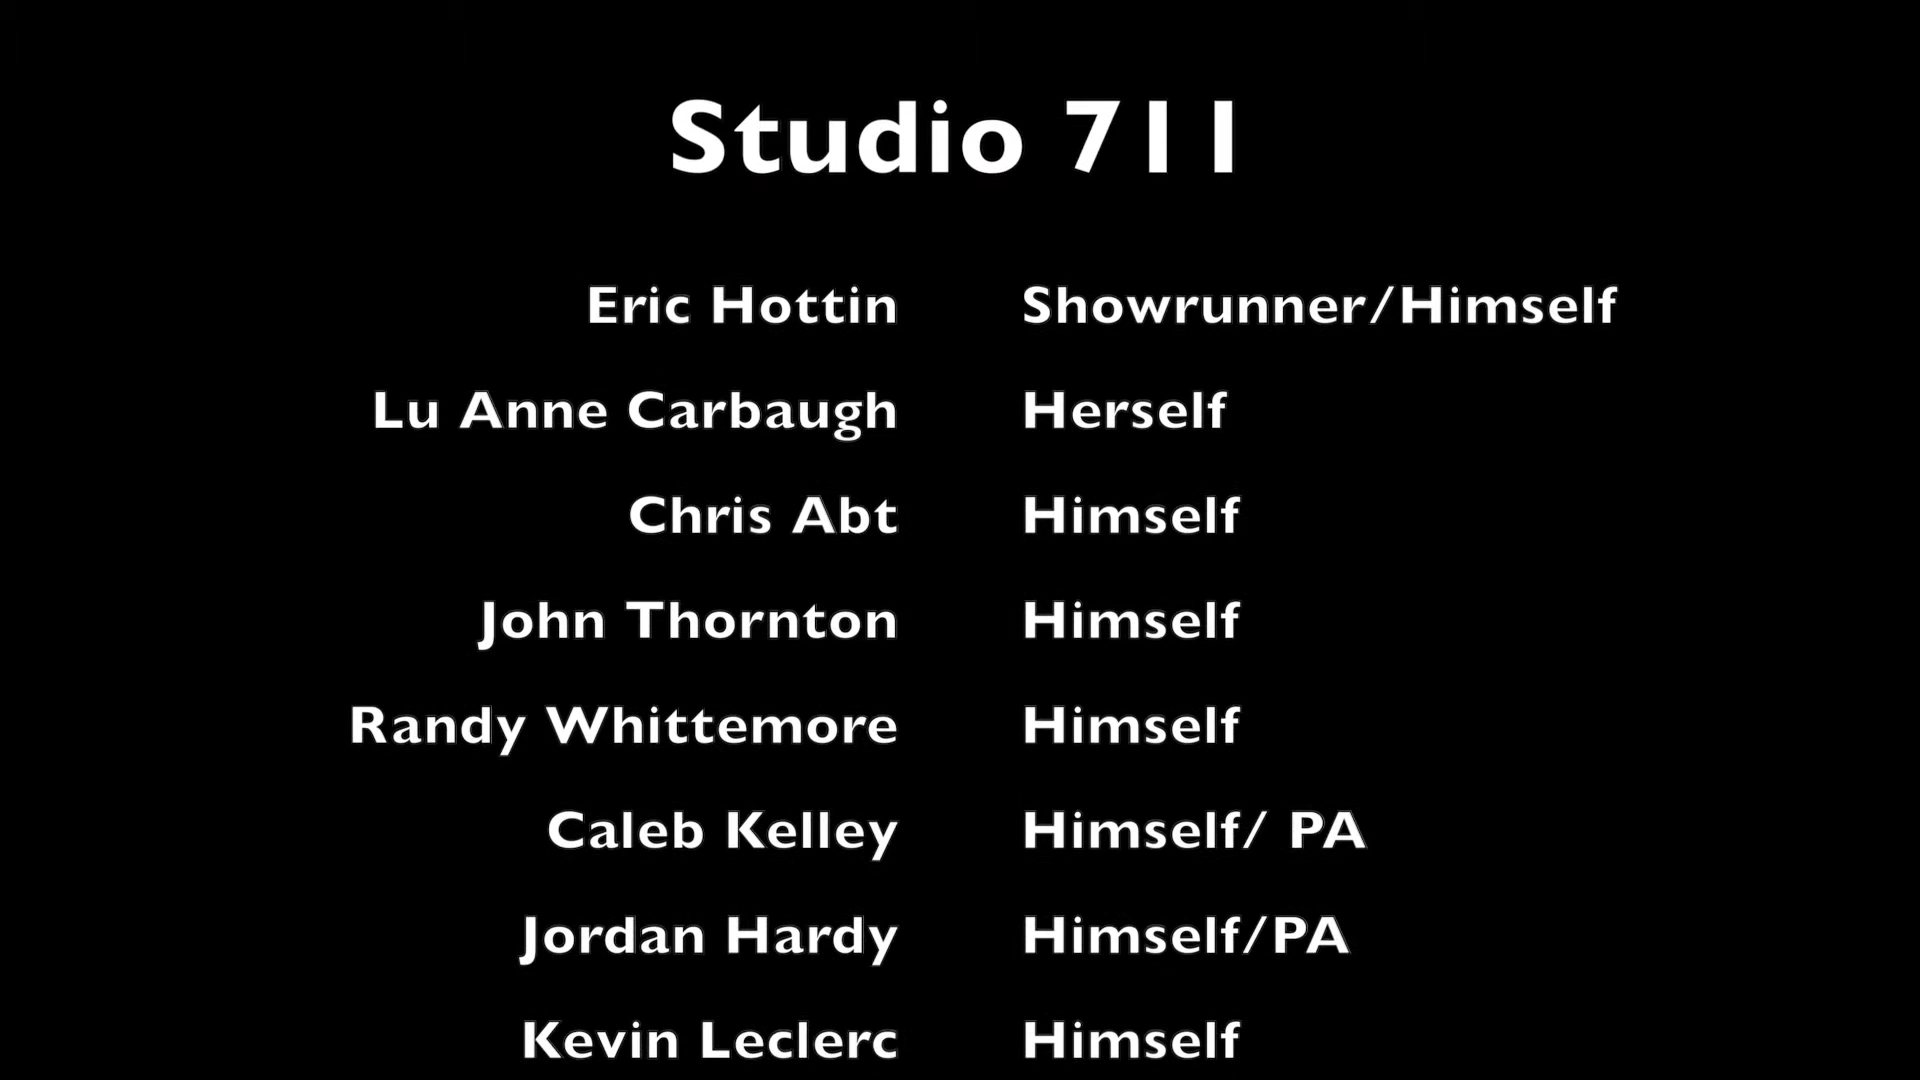 Studio 711
Eric Hottin Showrunner/Himself
Lu Anne Carbaugh Herself
Chris Abt Himself
John Thornton Himself
Randy Whittemore Himself
Caleb Kelley Himself/ PA
Jordan Hardy Himself/PA
Kevin Leclerc Himself